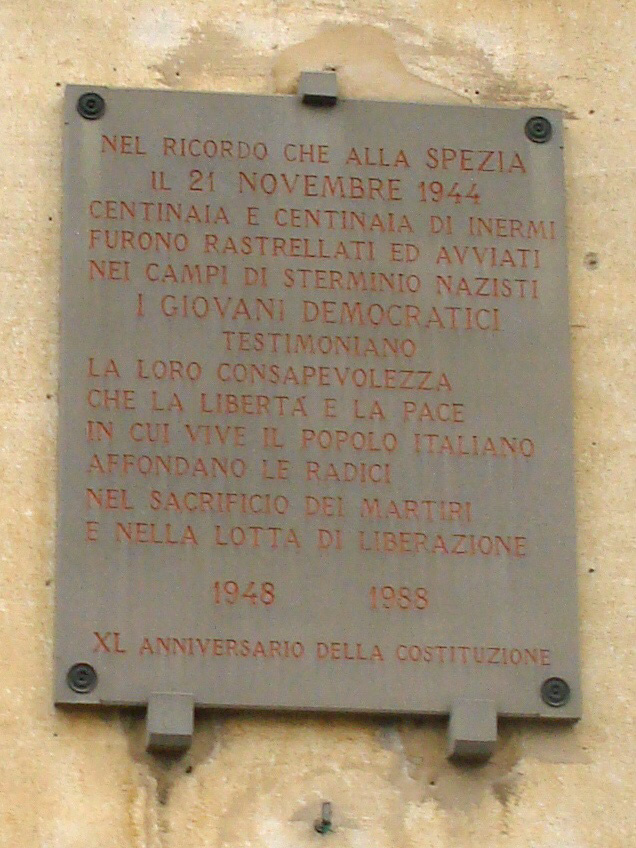 NEL RICORDO CHE ALLA SPEZIA
IL 21 NOVEMBRE 1944
CENTINAIA E CENTINAIA DI INERMI
FURONO RASTRELLATI ED AVVIATI
NEI CAMPI DI STERMINIO NAZISTI
I GIOVANI DEMOCRATICI
TESTIMONIANO
LA LORO CONSAPEVOLEZZA
CHE LA LIBERTÁ E LA PACE
IN CUI VIVE IL POPOLO ITALIANO
AFFONDANO LE RADICI
NEL SACRIFICIO DEI MARTIRI
E NELLA LOTTA DI LIBERAZIONE
1948 1988
XL ANNIVERSARIO DELLA COSTITUZIONE